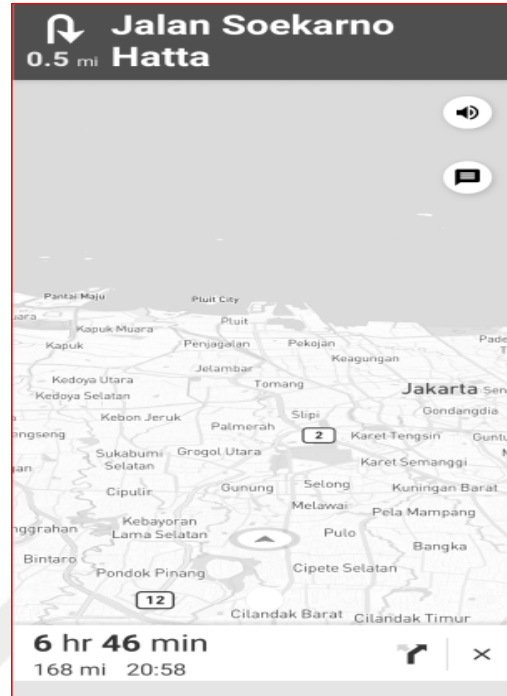 Jalan Soekarno
0.5 mi Hatta
Pantai Maju
Pluit City
Pluit
Kapuk Muara
Kapuk
Penjagalan
Pekojan
Keagungan
Jelambar
Kedoya Utara
Tomang
Jakarta
Kedoya Selatan
Slipi
Gondangdia
Kebon Jeruk
Palmerah
2
Karet Tengsin
Sukabumi
Selatan
Grogol Utara
Karet Semanggi
Cipulir
Gunung
Selong
Kuningan Barat
Melawai
Pela Mampang
Kebayoran
Lama Selatan
Pulo
Bangka
Bintaro
Pondok Pinang
Cipete Selatan
12
Cilandak Barat
Cilandak Timur
6 hr 46 min
168 mi 20:58